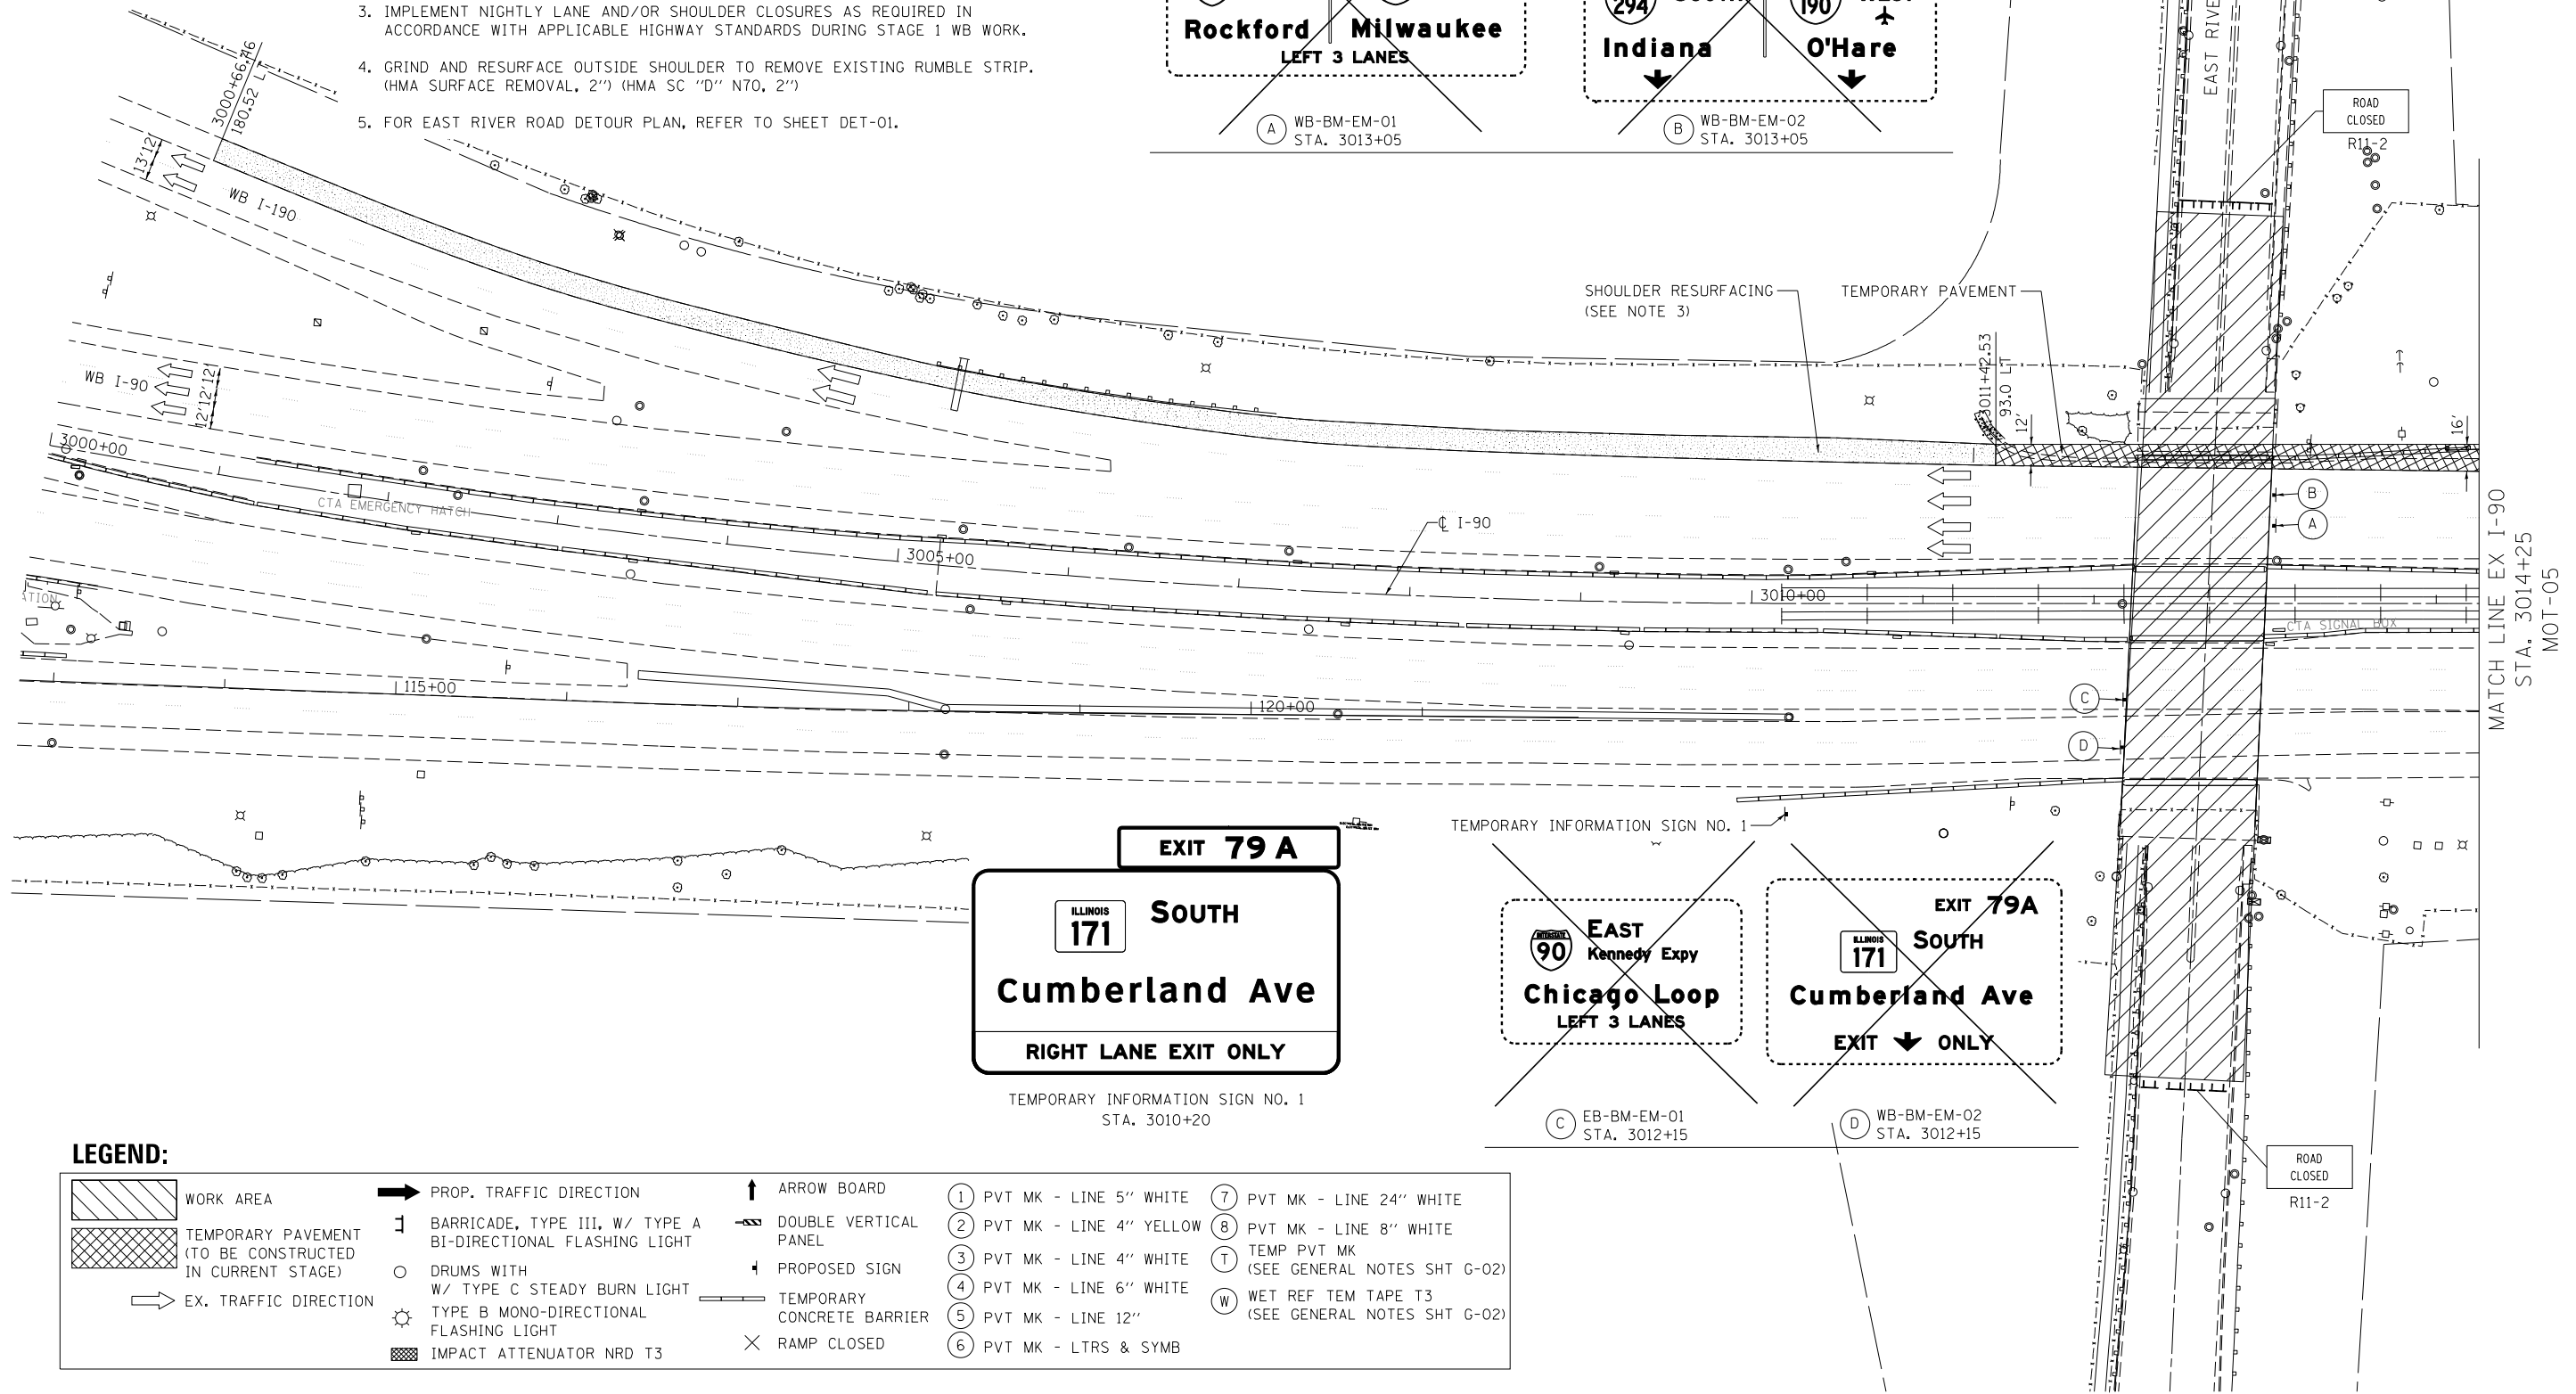 3. IMPLEMENT NIGHTLY LANE AND/OR SHOULDER CLOSURES AS REQUIRED IN
ACCORDANCE WITH APPLICABLE HIGHWAY STANDARDS DURING STAGE 1 WB WORK.
4. GRIND AND RESURFACE OUTSIDE SHOULDER TO REMOVE EXISTING RUMBLE STRIP.
(HMA SURFACE REMOVAL, 2") (HMA SC "D" N70, 2")
5. FOR EAST RIVER ROAD DETOUR PLAN, REFER TO SHEET DET-01.
Rockford
Milwaukee
LEFT 3 LANES
A
WB-BM-EM-01
STA. 3013+05
294
190
Indiana
O'Hare
B
WB-BM-EM-02
STA. 3013+05
EAST RIVE
ROAD
CLOSED
R11-2
3000+66.46
180.52 LT
13'12'
WB I-190
WB I-90
12'12'12'
3000+00
CTA EMERGENCY HATCH
3005+00
℄ I-90
3010+00
SHOULDER RESURFACING
(SEE NOTE 3)
TEMPORARY PAVEMENT
3011+42.53
93.0 LT
12'
16'
B
A
CTA SIGNAL BOX
MATCH LINE EX I-90
STA. 3014+25
MOT-05
ATION
115+00
120+00
C
D
TEMPORARY INFORMATION SIGN NO. 1
EXIT 79 A
ILLINOIS
171
SOUTH
Cumberland Ave
RIGHT LANE EXIT ONLY
TEMPORARY INFORMATION SIGN NO. 1
STA. 3010+20
INTERSTATE
90
EAST
Kennedy Expy
Chicago Loop
LEFT 3 LANES
C
EB-BM-EM-01
STA. 3012+15
EXIT 79A
ILLINOIS
171
SOUTH
Cumberland Ave
EXIT ONLY
D
WB-BM-EM-02
STA. 3012+15
ROAD
CLOSED
R11-2
LEGEND:
WORK AREA
TEMPORARY PAVEMENT
(TO BE CONSTRUCTED
IN CURRENT STAGE)
EX. TRAFFIC DIRECTION
PROP. TRAFFIC DIRECTION
BARRICADE, TYPE III, W/ TYPE A
BI-DIRECTIONAL FLASHING LIGHT
DRUMS WITH
W/ TYPE C STEADY BURN LIGHT
TYPE B MONO-DIRECTIONAL
FLASHING LIGHT
IMPACT ATTENUATOR NRD T3
ARROW BOARD
DOUBLE VERTICAL
PANEL
PROPOSED SIGN
TEMPORARY
CONCRETE BARRIER
RAMP CLOSED
1 PVT MK - LINE 5" WHITE
2 PVT MK - LINE 4" YELLOW
3 PVT MK - LINE 4" WHITE
4 PVT MK - LINE 6" WHITE
5 PVT MK - LINE 12"
6 PVT MK - LTRS & SYMB
7 PVT MK - LINE 24" WHITE
8 PVT MK - LINE 8" WHITE
T TEMP PVT MK
(SEE GENERAL NOTES SHT G-02)
W WET REF TEM TAPE T3
(SEE GENERAL NOTES SHT G-02)